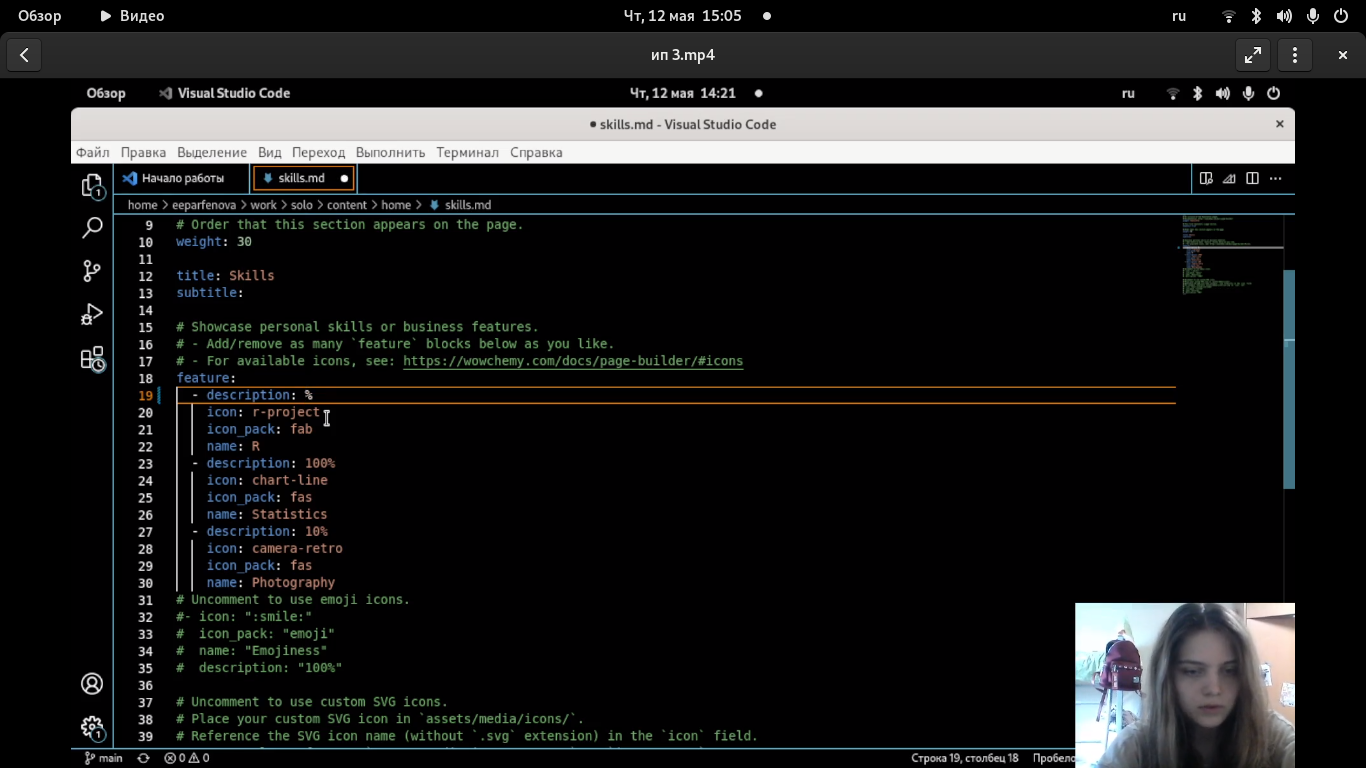 Обзор Видео Чт, 12 мая 15:05 ru
ип 3.mp4
Обзор Visual Studio Code Чт, 12 мая 14:21 ru
● skills.md - Visual Studio Code
Файл Правка Выделение Вид Переход Выполнить Терминал Справка
Начало работы skills.md
home > eeparfenova > work > solo > content > home > skills.md
9 # Order that this section appears on the page.
10 weight: 30
11
12 title: Skills
13 subtitle:
14
15 # Showcase personal skills or business features.
16 # - Add/remove as many `feature` blocks below as you like.
17 # - For available icons, see: https://wowchemy.com/docs/page-builder/#icons
18 feature:
19 - description: %
20 icon: r-project
21 icon_pack: fab
22 name: R
23 - description: 100%
24 icon: chart-line
25 icon_pack: fas
26 name: Statistics
27 - description: 10%
28 icon: camera-retro
29 icon_pack: fas
30 name: Photography
31 # Uncomment to use emoji icons.
32 #- icon: ":smile:"
33 # icon_pack: "emoji"
34 # name: "Emojiness"
35 # description: "100%"
36
37 # Uncomment to use custom SVG icons.
38 # Place your custom SVG icon in `assets/media/icons/`.
39 # Reference the SVG icon name (without `.svg` extension) in the `icon` field.
main 0 0 Строка 19, столбец 18